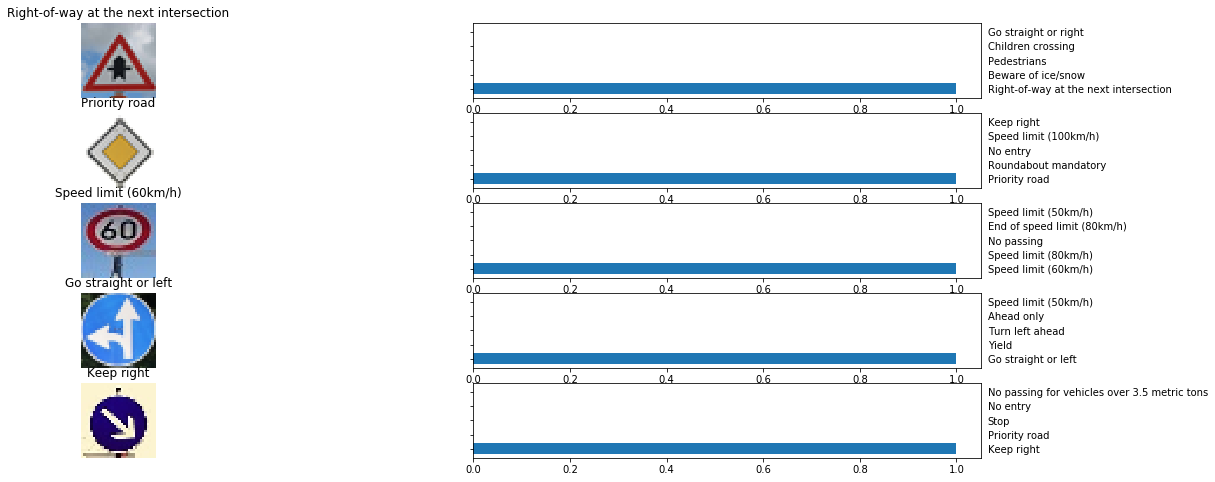 Right-of-way at the next intersection
Go straight or right
Children crossing
Pedestrians
Beware of ice/snow
Right-of-way at the next intersection
0.0 0.2 0.4 0.6 0.8 1.0
Priority road
Keep right
Speed limit (100km/h)
No entry
Roundabout mandatory
Priority road
0.0 0.2 0.4 0.6 0.8 1.0
Speed limit (60km/h)
60
Speed limit (50km/h)
End of speed limit (80km/h)
No passing
Speed limit (80km/h)
Speed limit (60km/h)
0.0 0.2 0.4 0.6 0.8 1.0
Go straight or left
Speed limit (50km/h)
Ahead only
Turn left ahead
Yield
Go straight or left
0.0 0.2 0.4 0.6 0.8 1.0
Keep right
No passing for vehicles over 3.5 metric tons
No entry
Stop
Priority road
Keep right
0.0 0.2 0.4 0.6 0.8 1.0